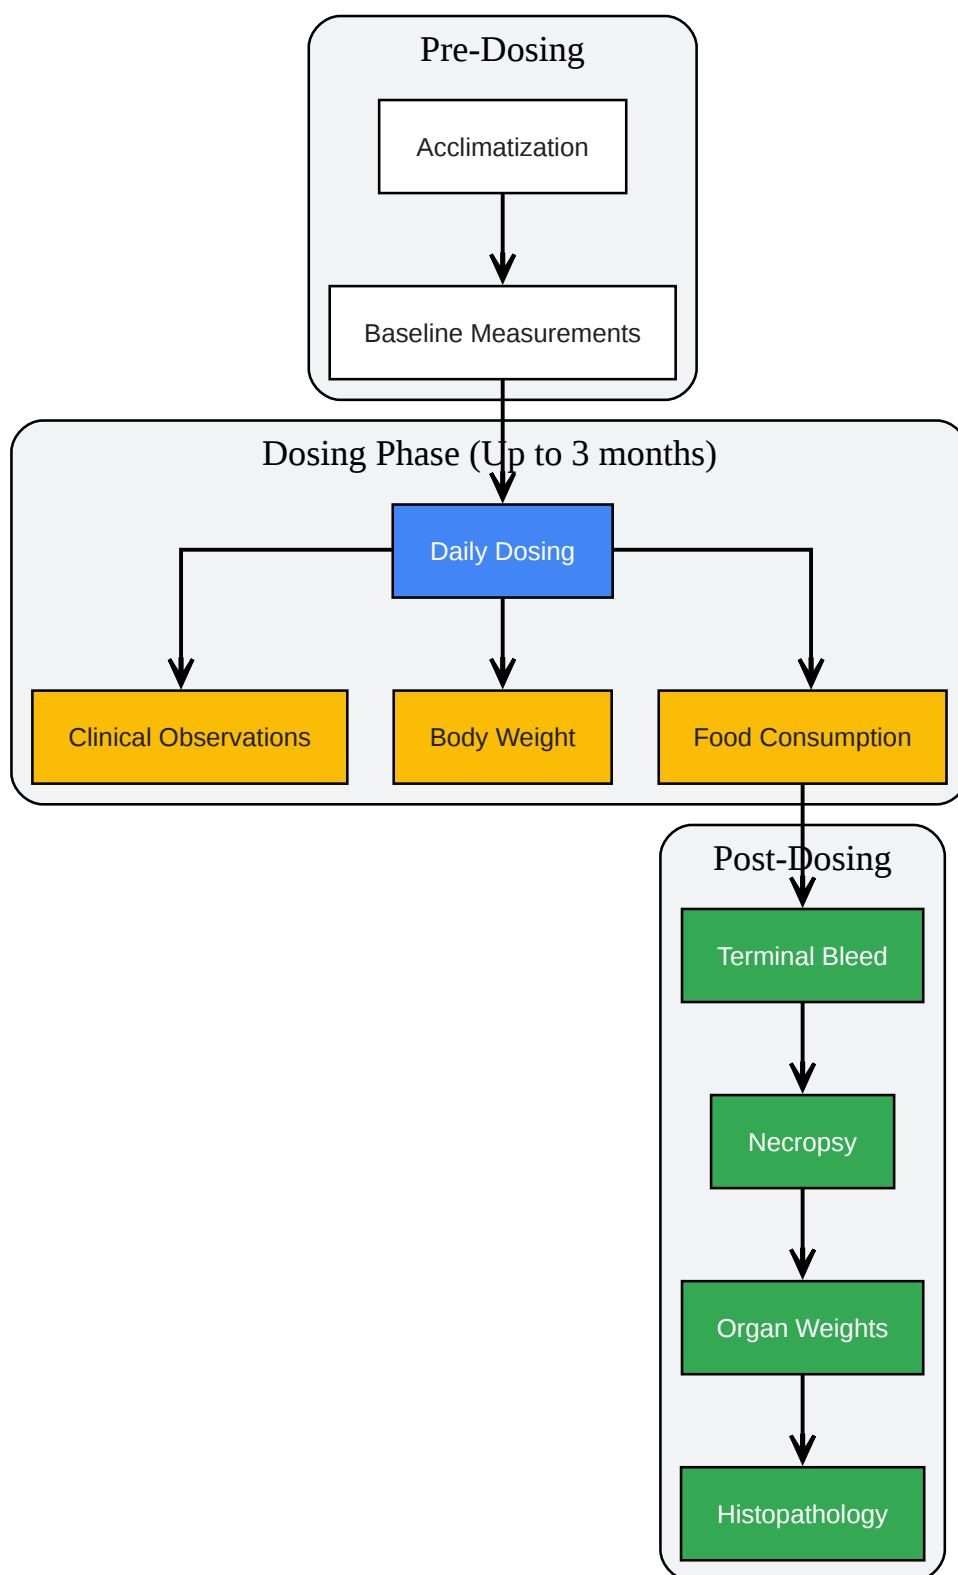 Pre-Dosing
Acclimatization
Baseline Measurements
Dosing Phase (Up to 3 months)
Daily Dosing
Clinical Observations
Body Weight
Food Consumption
Post-Dosing
Terminal Bleed
Necropsy
Organ Weights
Histopathology